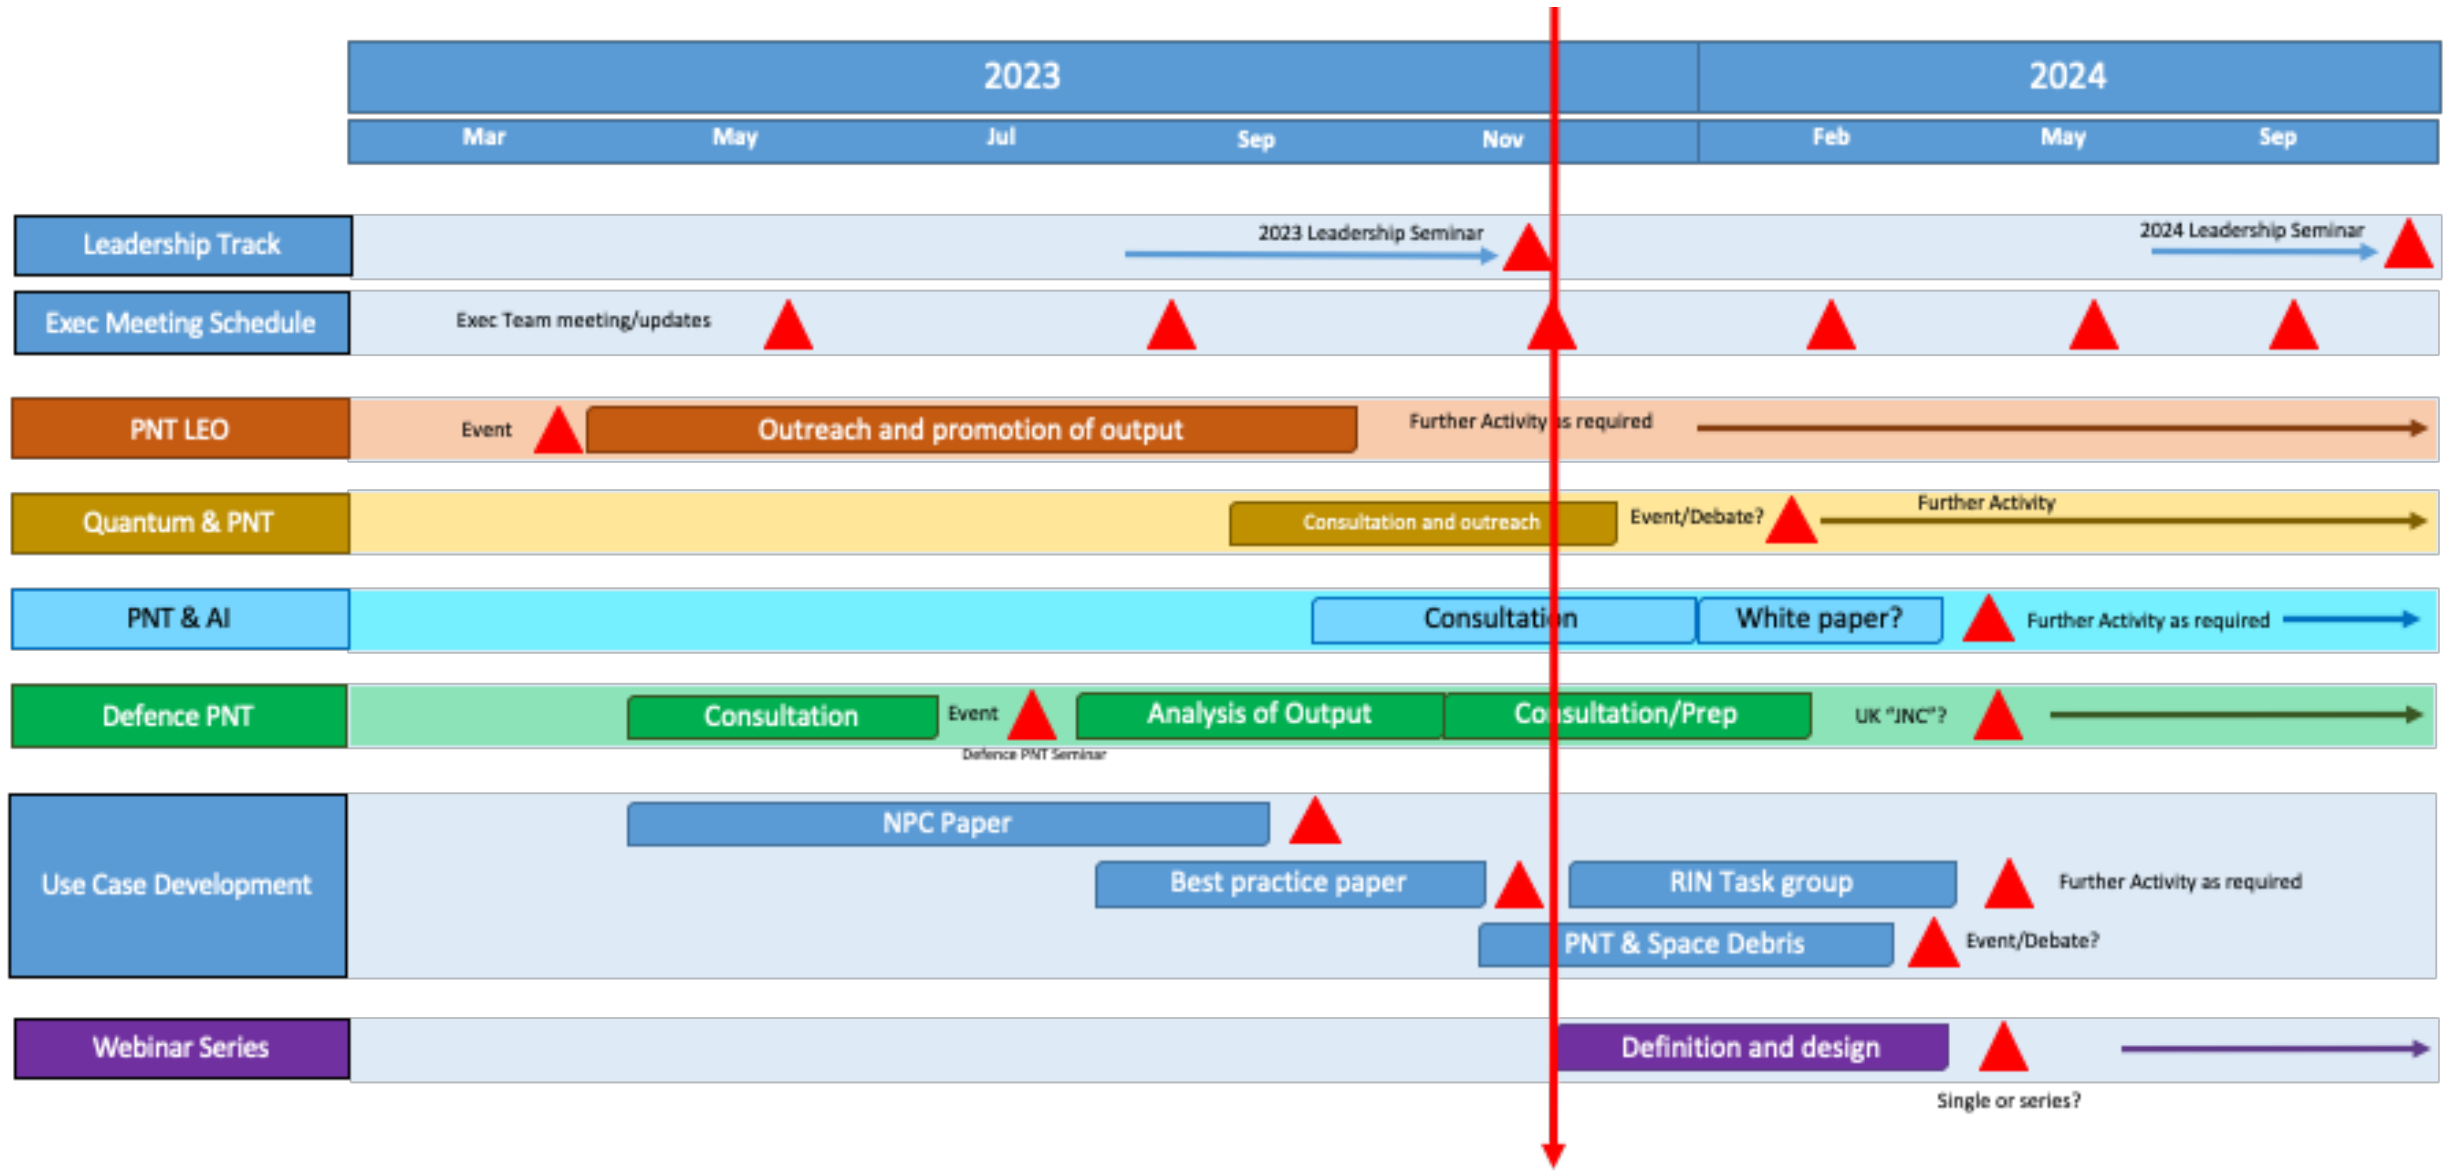 2023
2024
Mar
May
Jul
Sep
Nov
Feb
May
Sep
Leadership Track
2023 Leadership Seminar
2024 Leadership Seminar
Exec Meeting Schedule
Exec Team meeting/updates
PNT LEO
Event
Outreach and promotion of output
Further Activity as required
Quantum & PNT
Consultation and outreach
Event/Debate?
Further Activity
PNT & AI
Consultation
White paper?
Further Activity as required
Defence PNT
Consultation
Event
Defence PNT Seminar
Analysis of Output
Consultation/Prep
UK "JNC"?
Use Case Development
NPC Paper
Best practice paper
RIN Task group
Further Activity as required
PNT & Space Debris
Event/Debate?
Webinar Series
Definition and design
Single or series?